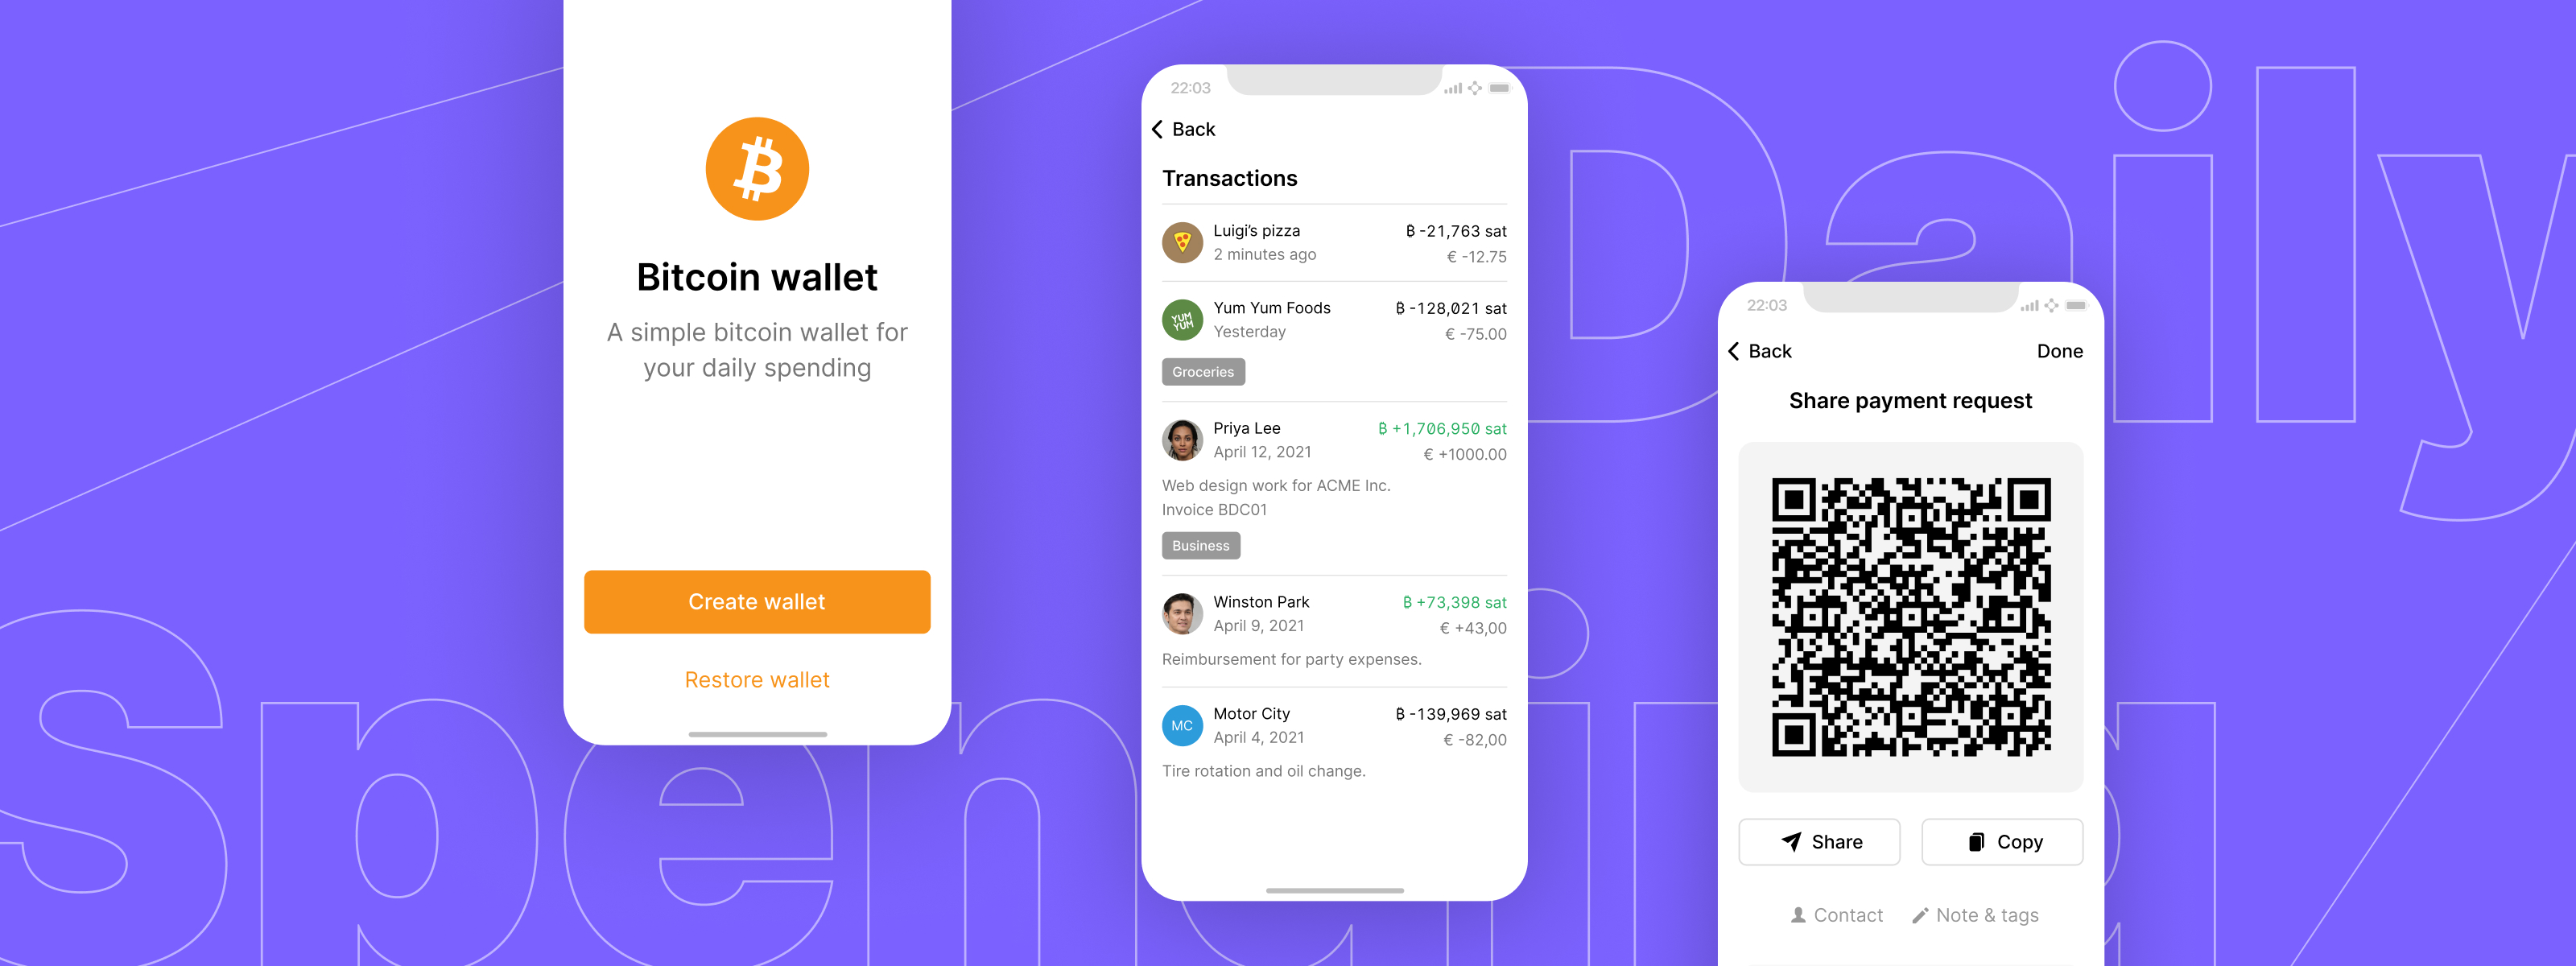 Daily
Spending
Bitcoin wallet
A simple bitcoin wallet for
your daily spending
Create wallet
Restore wallet
22:03
Back
Transactions
Luigi’s pizza ₿ -21,763 sat
2 minutes ago € -12.75
YUM
YUM
Yum Yum Foods ₿ -128,021 sat
Yesterday € -75.00
Groceries
Priya Lee ₿ +1,706,950 sat
April 12, 2021 € +1000.00
Web design work for ACME Inc.
Invoice BDC01
Business
Winston Park ₿ +73,398 sat
April 9, 2021 € +43,00
Reimbursement for party expenses.
MC
Motor City ₿ -139,969 sat
April 4, 2021 € -82,00
Tire rotation and oil change.
22:03
Back Done
Share payment request
Share Copy
Contact Note & tags